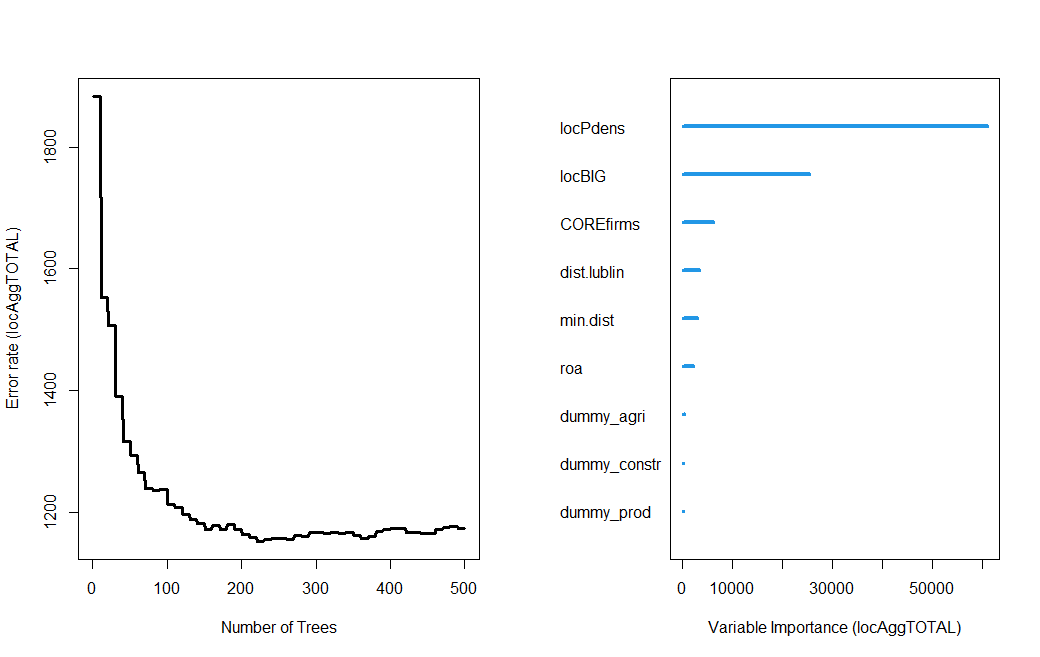 Error rate (locAggTOTAL)
1800
1600
1400
1200
0 100 200 300 400 500
Number of Trees
locPdens
locBIG
COREfirms
dist.lublin
min.dist
roa
dummy_agri
dummy_constr
dummy_prod
0 10000 30000 50000
Variable Importance (locAggTOTAL)